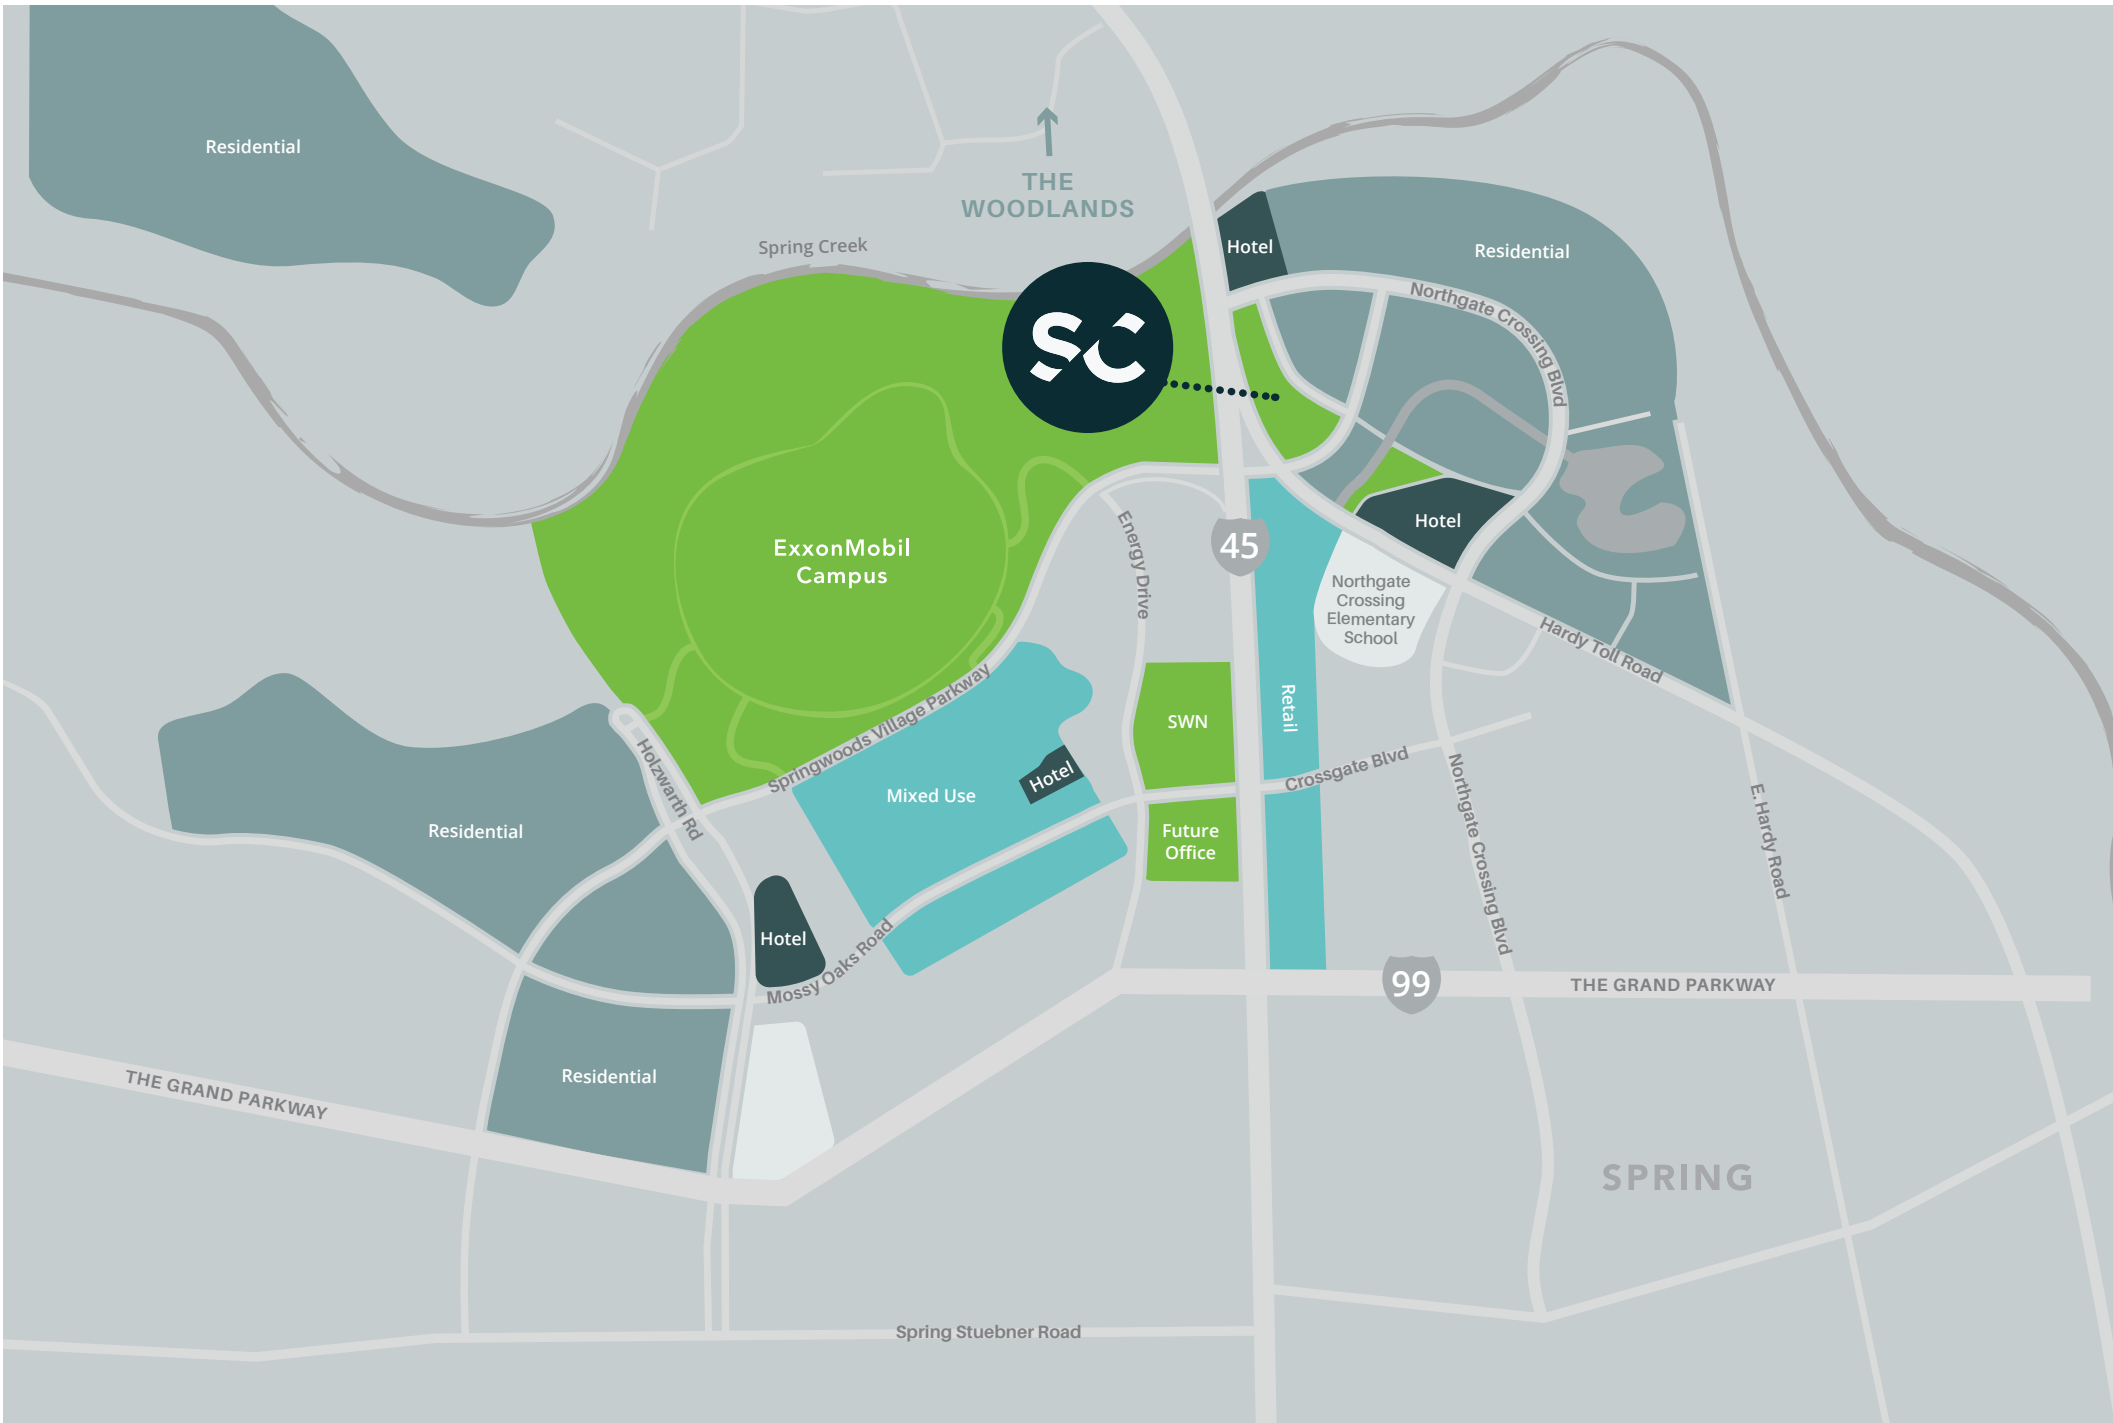 Residential
THE
WOODLANDS
Spring Creek
Hotel
Residential
Northgate Crossing Blvd
SC
ExxonMobil
Campus
Energy Drive
45
Hotel
Northgate
Crossing
Elementary
School
Hardy Toll Road
Retail
SWN
Springwoods Village Parkway
Holzwarth Rd
Mixed Use
Hotel
Crossgate Blvd
Northgate Crossing Blvd
E. Hardy Road
Residential
Future
Office
Hotel
Mossy Oaks Road
99
THE GRAND PARKWAY
Residential
THE GRAND PARKWAY
SPRING
Spring Stuebner Road